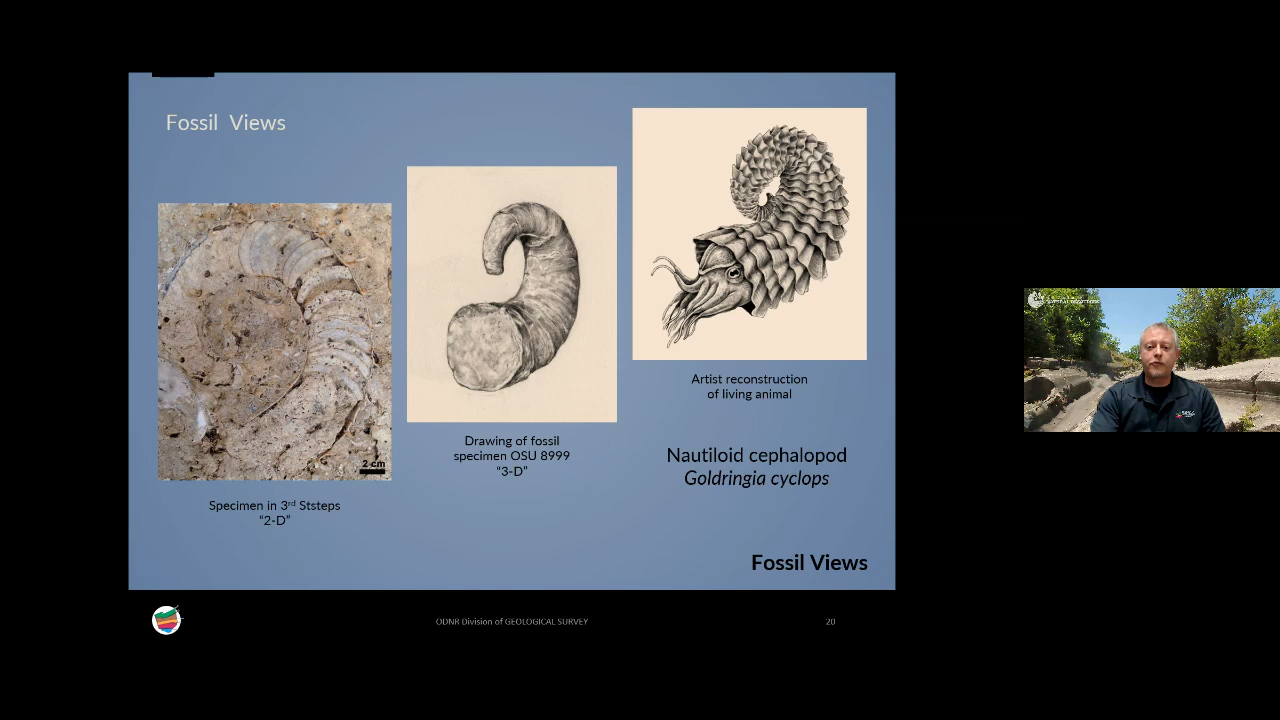 Fossil Views
2 cm
Specimen in 3rd Ststeps
“2-D”
Drawing of fossil
specimen OSU 8999
“3-D”
Artist reconstruction
of living animal
Nautiloid cephalopod
Goldringia cyclops
Fossil Views
ODNR Division of GEOLOGICAL SURVEY
20